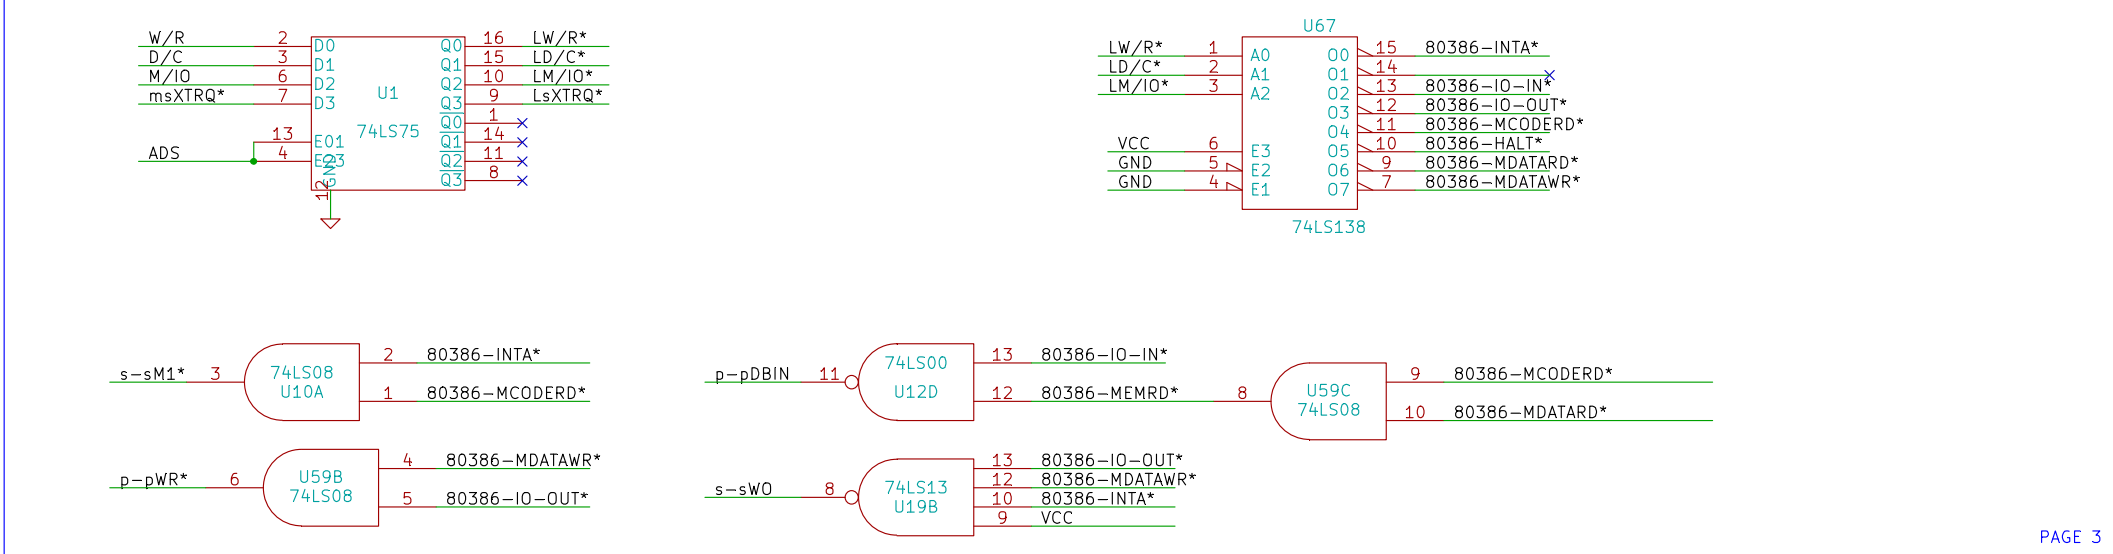 W/R 2 D0 Q0 16 LW/R*
D/C 3 D1 Q1 15 LD/C*
M/IO 6 D2 U1 Q2 10 LM/IO*
msXTRQ* 7 D3 Q3 9 LsXTRQ*
Q0 1
74LS75
13 E01 Q1 14
ADS 4 E23 Q2 11
Q3 8
12 GND
U67
LW/R* 1 A0 O0 15 80386-INTA*
LD/C* 2 A1 O1 14
LM/IO* 3 A2 O2 13 80386-IO-IN*
O3 12 80386-IO-OUT*
O4 11 80386-MCODERD*
VCC 6 E3 O5 10 80386-HALT*
GND 5 E2 O6 9 80386-MDATARD*
GND 4 E1 O7 7 80386-MDATAWR*
74LS138
s-sM1* 3 74LS08 U10A 2 80386-INTA*
1 80386-MCODERD*
p-pDBIN 11 74LS00 U12D 13 80386-IO-IN*
12 80386-MEMRD* 8 U59C 74LS08 9 80386-MCODERD*
10 80386-MDATARD*
p-pWR* 6 U59B 74LS08 4 80386-MDATAWR*
5 80386-IO-OUT*
s-sWO 8 74LS13 U19B 13 80386-IO-OUT*
12 80386-MDATAWR*
10 80386-INTA*
9 VCC
PAGE 3